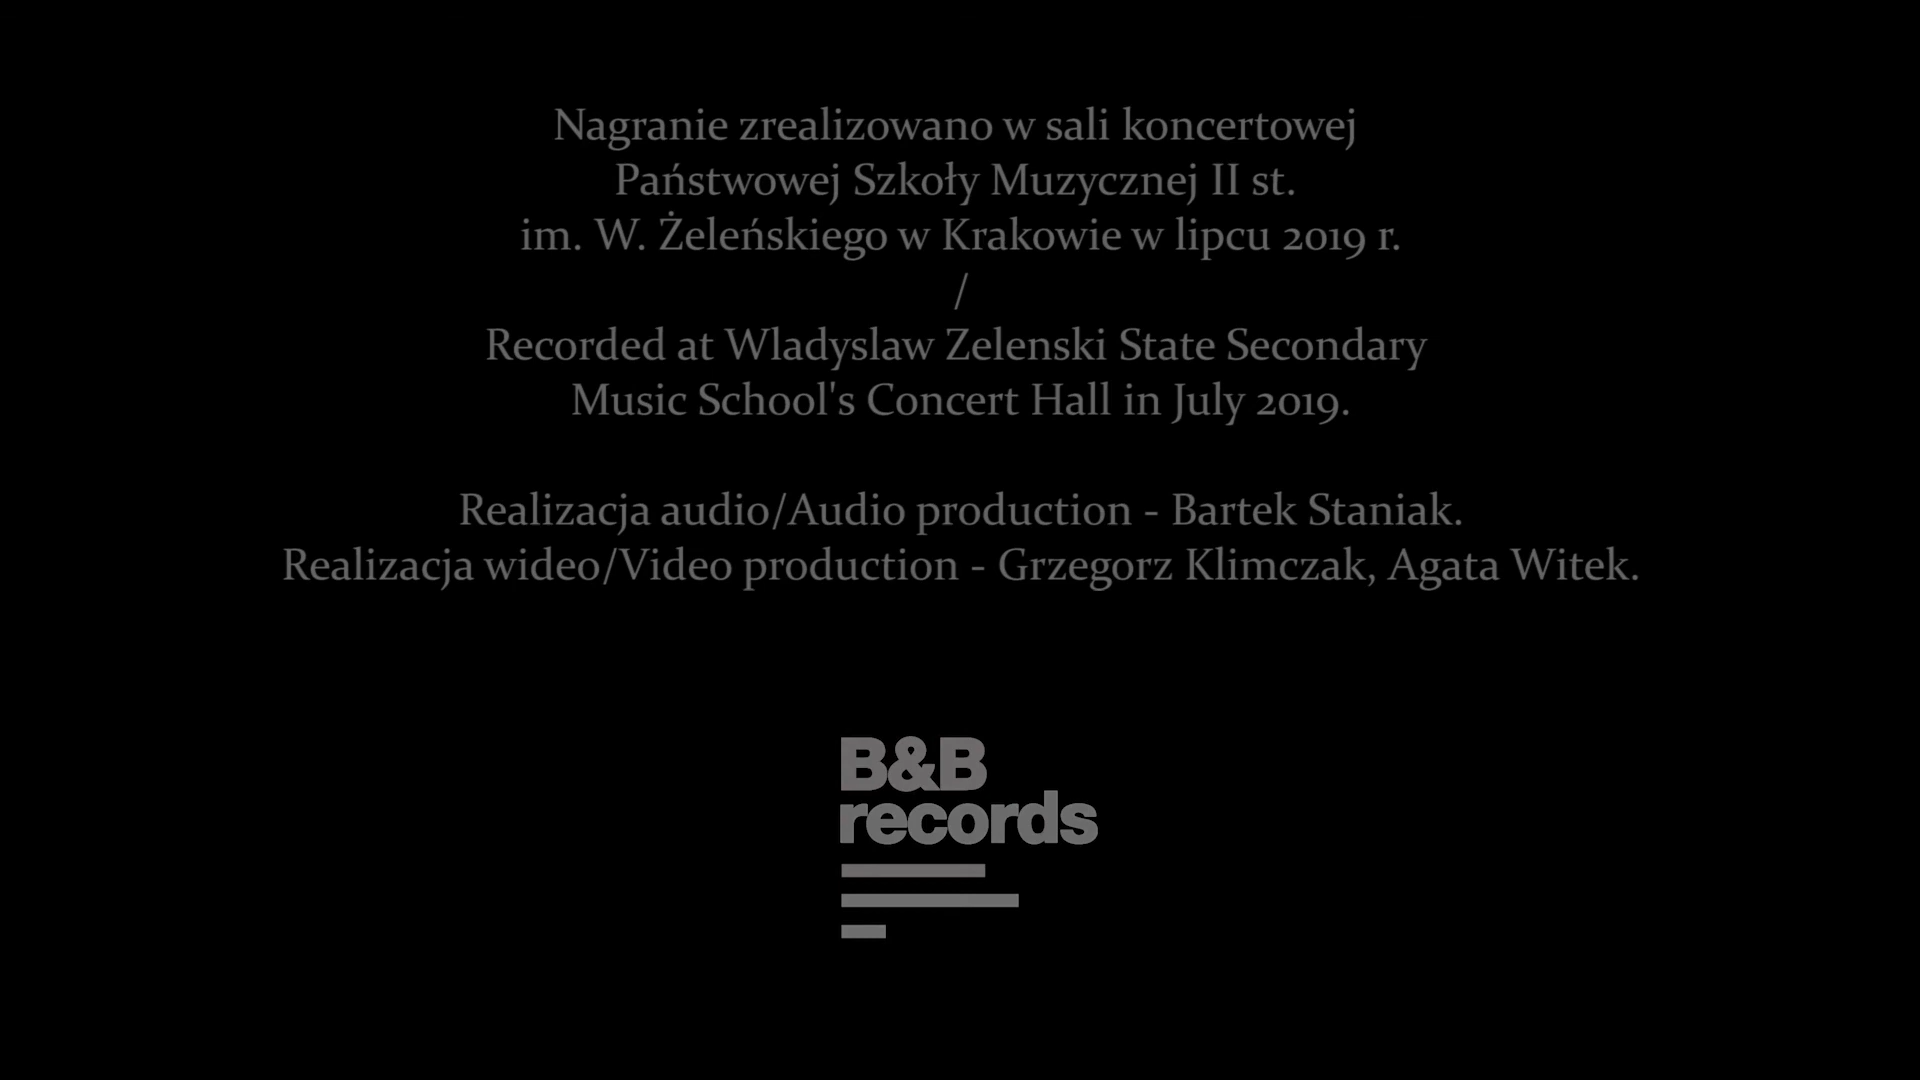 Nagranie zrealizowano w sali koncertowej
Państwowej Szkoły Muzycznej II st.
im. W. Żeleńskiego w Krakowie w lipcu 2019 r.
/
Recorded at Wladyslaw Zelenski State Secondary
Music School's Concert Hall in July 2019.
Realizacja audio/Audio production - Bartek Staniak.
Realizacja wideo/Video production - Grzegorz Klimczak, Agata Witek.
B&B
records